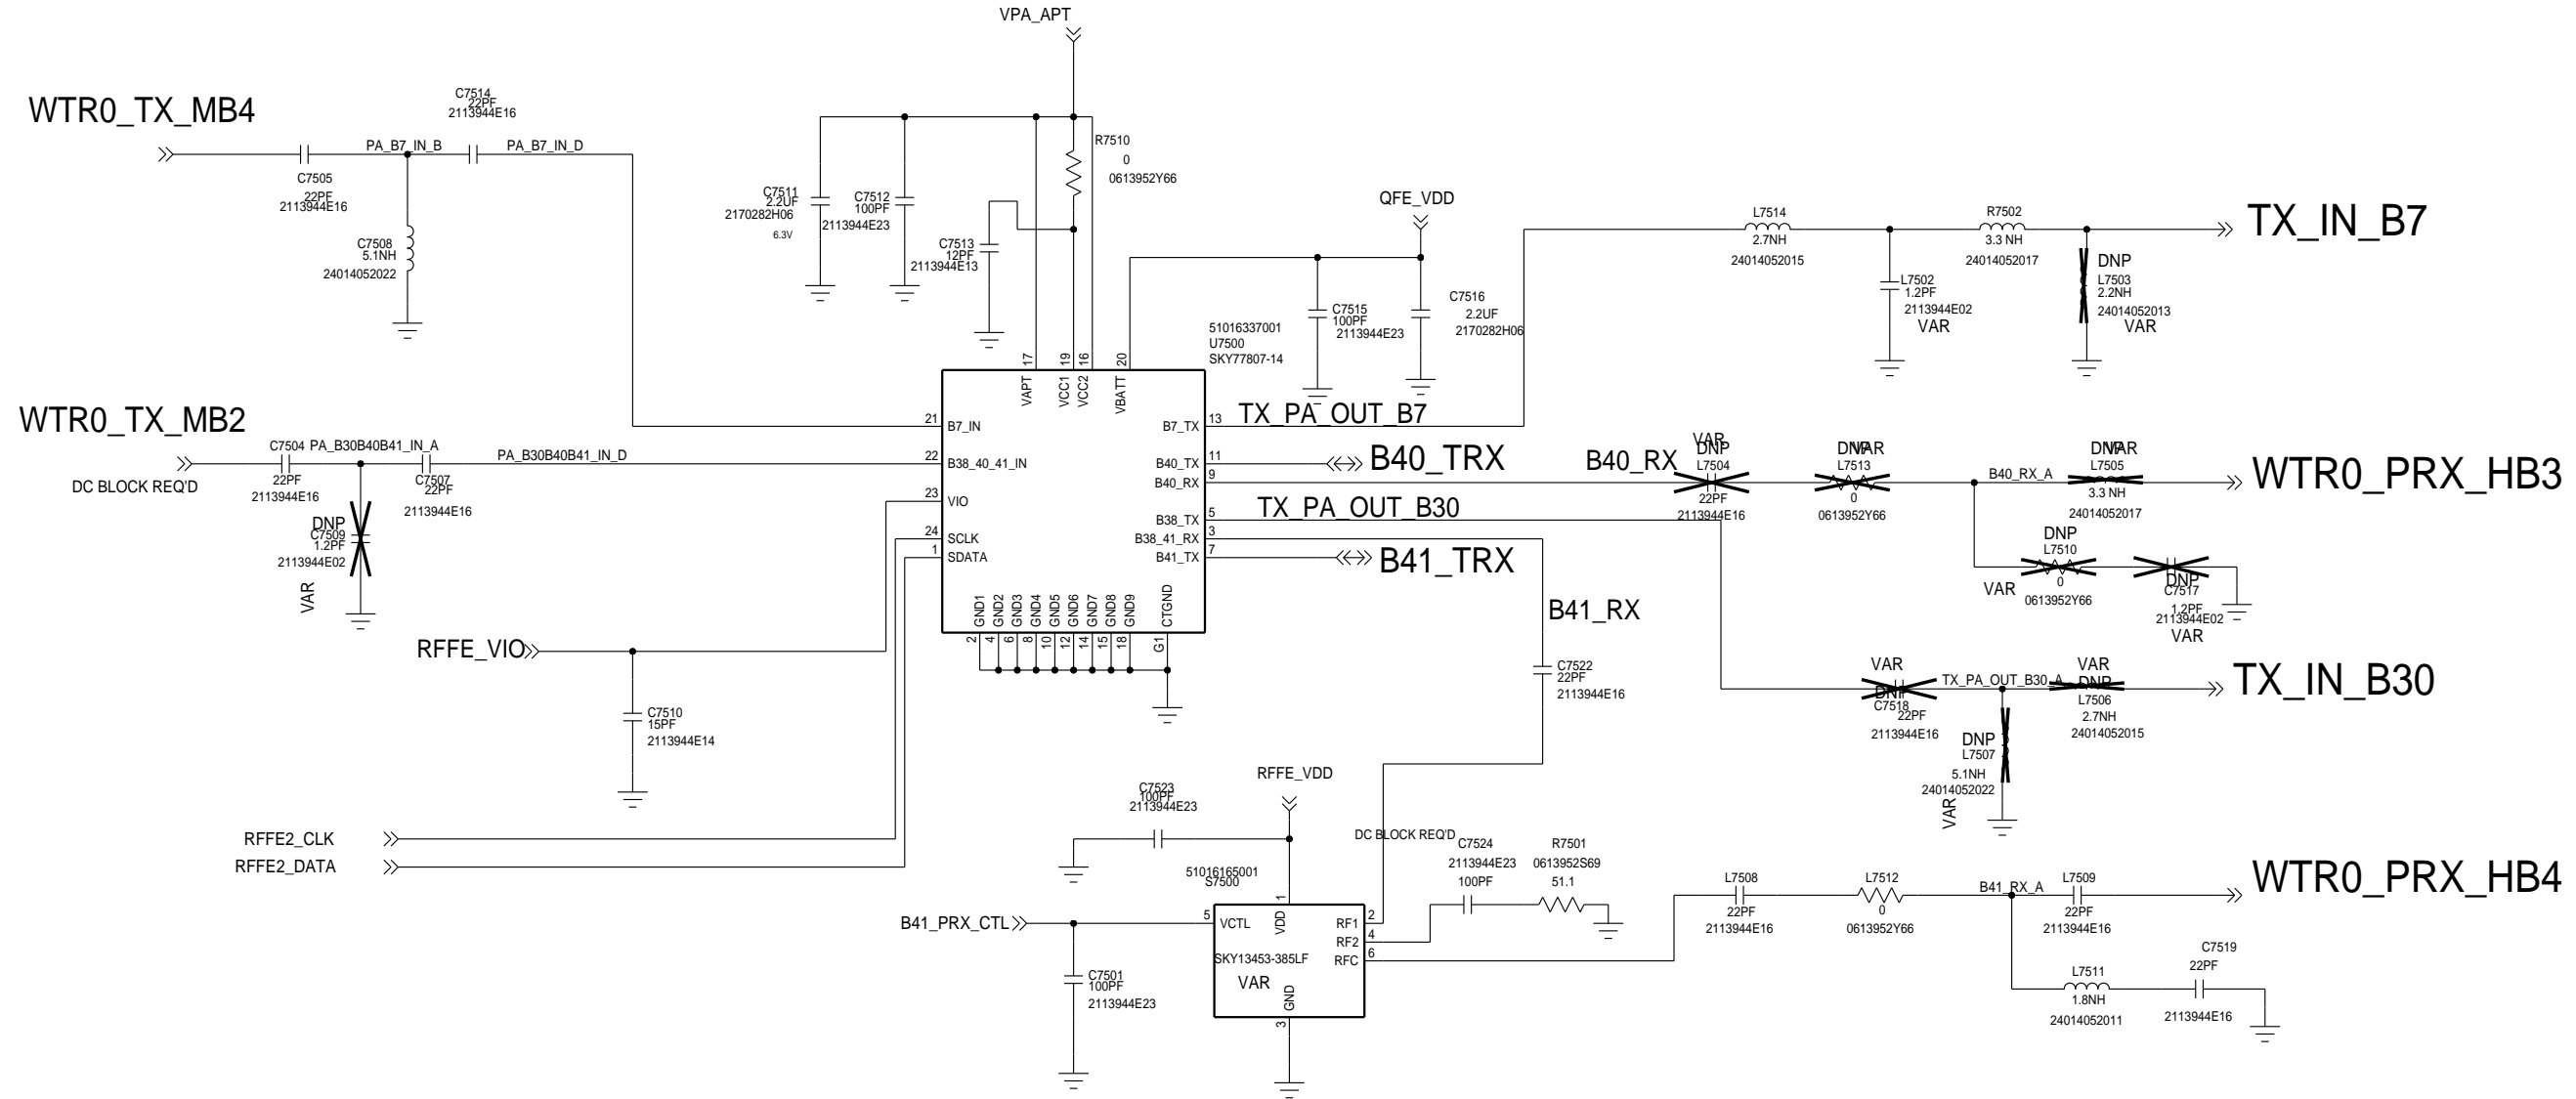 VPA_APT
WTR0_TX_MB4
C7514
22PF
2113944E16
PA_B7_IN_B
PA_B7_IN_D
C7505
22PF
2113944E16
C7508
5.1NH
24014052022
R7510
0
0613952Y66
C7511
2.2UF
2170282H06
6.3V
C7512
100PF
2113944E23
C7513
12PF
2113944E13
QFE_VDD
C7515
100PF
2113944E23
C7516
2.2UF
2170282H06
L7514
2.7NH
24014052015
R7502
3.3 NH
24014052017
TX_IN_B7
L7502
1.2PF
2113944E02
VAR
DNP
L7503
2.2NH
24014052013
VAR
51016337001
U7500
SKY77807-14
17
19
16
20
VAPT
VCC1
VCC2
VBATT
WTR0_TX_MB2
C7504
22PF
2113944E16
PA_B30B40B41_IN_A
C7507
22PF
2113944E16
PA_B30B40B41_IN_D
DC BLOCK REQ'D
DNP
C7509
1.2PF
2113944E02
VAR
21 B7_IN
22 B38_40_41_IN
23 VIO
24 SCLK
1 SDATA
B7_TX 13
B40_TX 11
B40_RX 9
B38_TX 5
B38_41_RX 3
B41_TX 7
GND1
GND2
GND3
GND4
GND5
GND6
GND7
GND8
GND9
CTGND
2
4
6
8
10
12
14
15
18
G1
TX_PA_OUT_B7
B40_TRX
B40_RX
TX_PA_OUT_B30
B41_TRX
B41_RX
VAR
DNP
L7504
22PF
2113944E16
DNP
VAR
L7513
0
0613952Y66
B40_RX_A
DNP
VAR
L7505
3.3 NH
24014052017
WTR0_PRX_HB3
DNP
L7510
0
0613952Y66
VAR
DNP
C7517
1.2PF
2113944E02
VAR
RFFE_VIO
C7510
15PF
2113944E14
C7522
22PF
2113944E16
VAR
DNP
C7518
22PF
2113944E16
TX_PA_OUT_B30_A
VAR
DNP
L7506
2.7NH
24014052015
TX_IN_B30
DNP
L7507
5.1NH
24014052022
VAR
RFFE2_CLK
RFFE2_DATA
RFFE_VDD
C7523
100PF
2113944E23
DC BLOCK REQ'D
C7524
2113944E23
100PF
R7501
0613952S69
51.1
51016165001
S7500
B41_PRX_CTL
C7501
100PF
2113944E23
5 VCTL
1
VDD
RF1 2
RF2 4
RFC 6
SKY13453-385LF
VAR
GND
3
L7508
22PF
2113944E16
L7512
0
0613952Y66
B41_RX_A
L7509
22PF
2113944E16
WTR0_PRX_HB4
L7511
1.8NH
24014052011
C7519
22PF
2113944E16